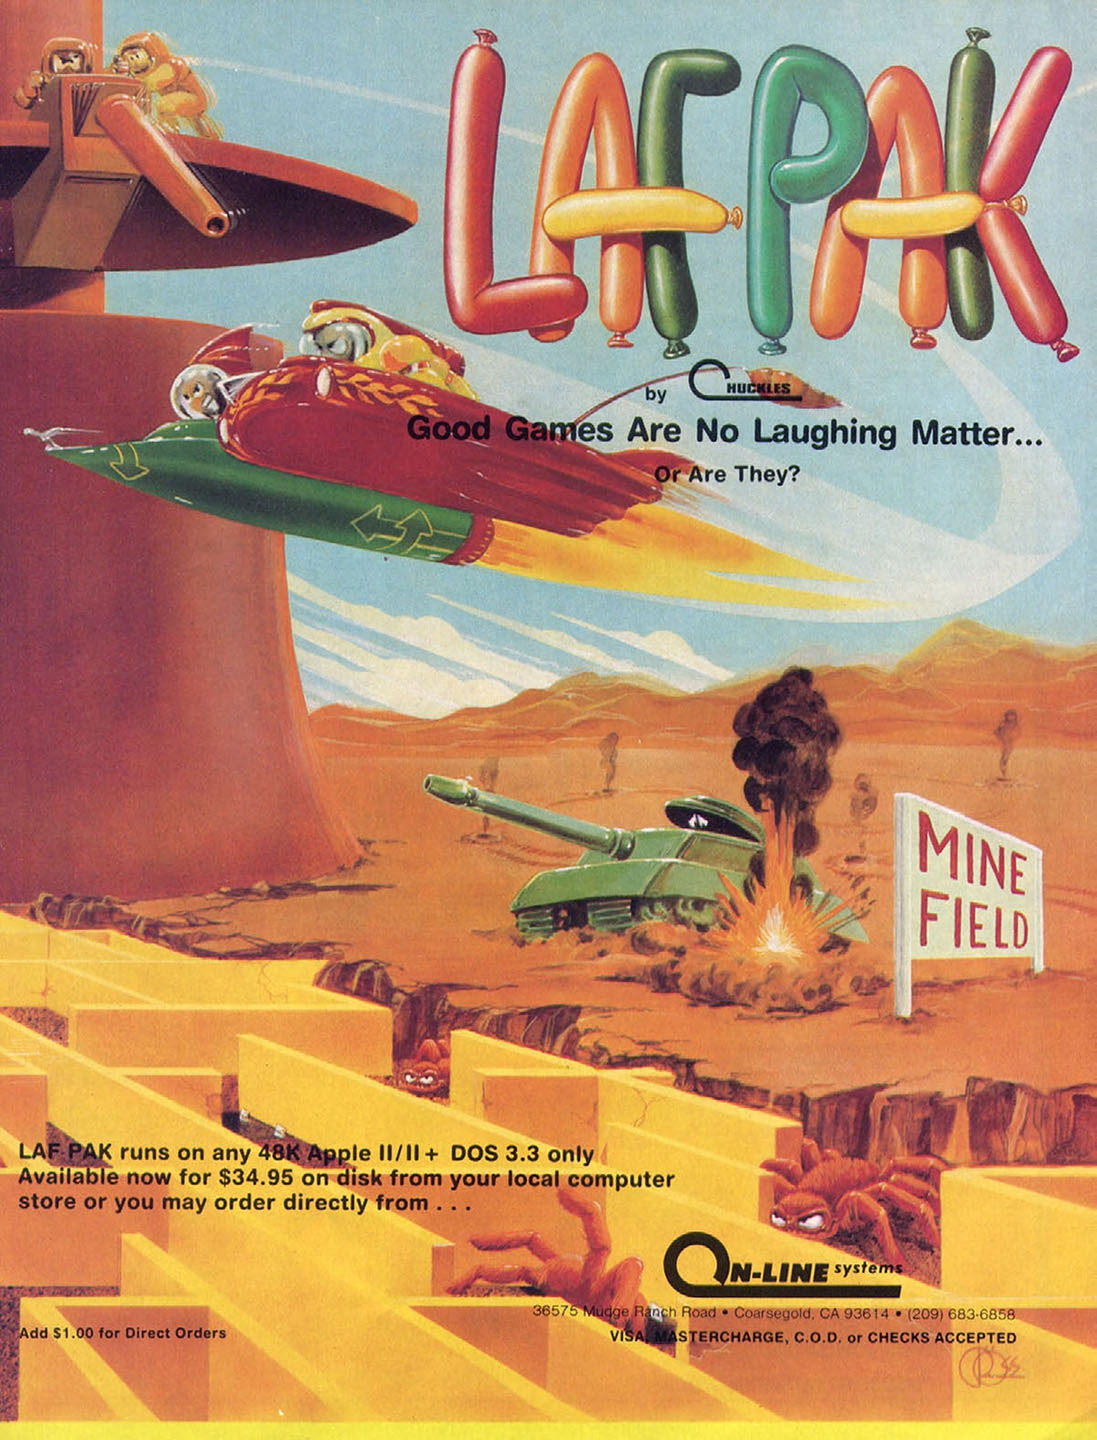 LAF PAK
by CHUCKLES
Good Games Are No Laughing Matter...
Or Are They?
MINE
FIELD
LAF PAK runs on any 48K Apple II/II+ DOS 3.3 only
Available now for $34.95 on disk from your local computer
store or you may order directly from . . .
ON-LINE systems
36575 Mudge Ranch Road • Coarsegold, CA 93614 • (209) 683-6858
Add $1.00 for Direct Orders
VISA, MASTERCHARGE, C.O.D. or CHECKS ACCEPTED